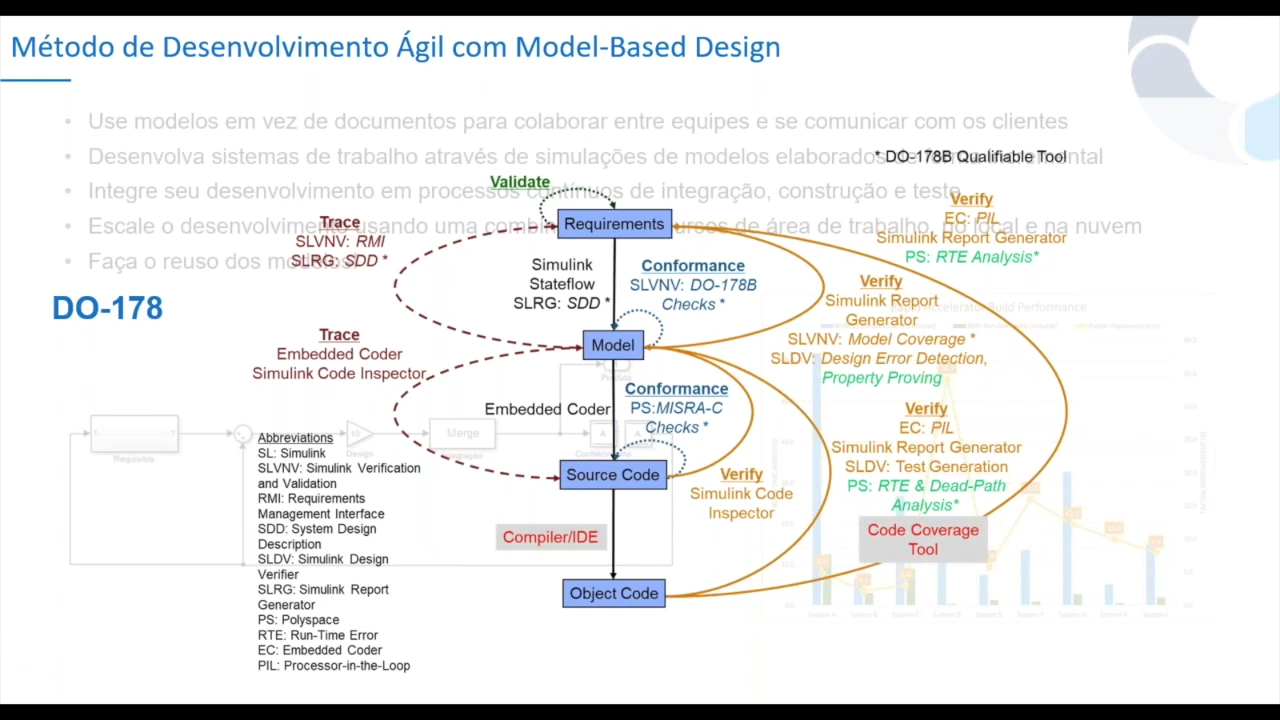 Método de Desenvolvimento Ágil com Model-Based Design
• Use modelos em vez de documentos para colaborar entre equipes e se comunicar com os clientes
• Desenvolva sistemas de trabalho através de simulações de modelos elaborados
* DO-178B Qualifiable Tool
• Integre seu desenvolvimento em processos contínuos de integração, construção e teste
• Escale o desenvolvimento usando uma de área de trabalho, no local e na nuvem
• Faça o reuso dos modelos
DO-178
Validate
Requirements
Trace
SLVNV: RMI
SLRG: SDD *
Simulink
Stateflow
SLRG: SDD *
Conformance
SLVNV: DO-178B
Checks *
Verify
EC: PIL
Simulink Report Generator
PS: RTE Analysis*
Verify
Simulink Report
Generator
SLVNV: Model Coverage *
SLDV: Design Error Detection,
Property Proving
Model
Trace
Embedded Coder
Simulink Code Inspector
Embedded Coder
Conformance
PS:MISRA-C
Checks *
Verify
EC: PIL
Simulink Report Generator
SLDV: Test Generation
PS: RTE & Dead-Path
Analysis*
Code Coverage
Tool
Source Code
Verify
Simulink Code
Inspector
Compiler/IDE
Object Code
Merge
Design
Requisitos
Abbreviations
SL: Simulink
SLVNV: Simulink Verification
and Validation
RMI: Requirements
Management Interface
SDD: System Design
Description
SLDV: Simulink Design
Verifier
SLRG: Simulink Report
Generator
PS: Polyspace
RTE: Run-Time Error
EC: Embedded Coder
PIL: Processor-in-the-Loop